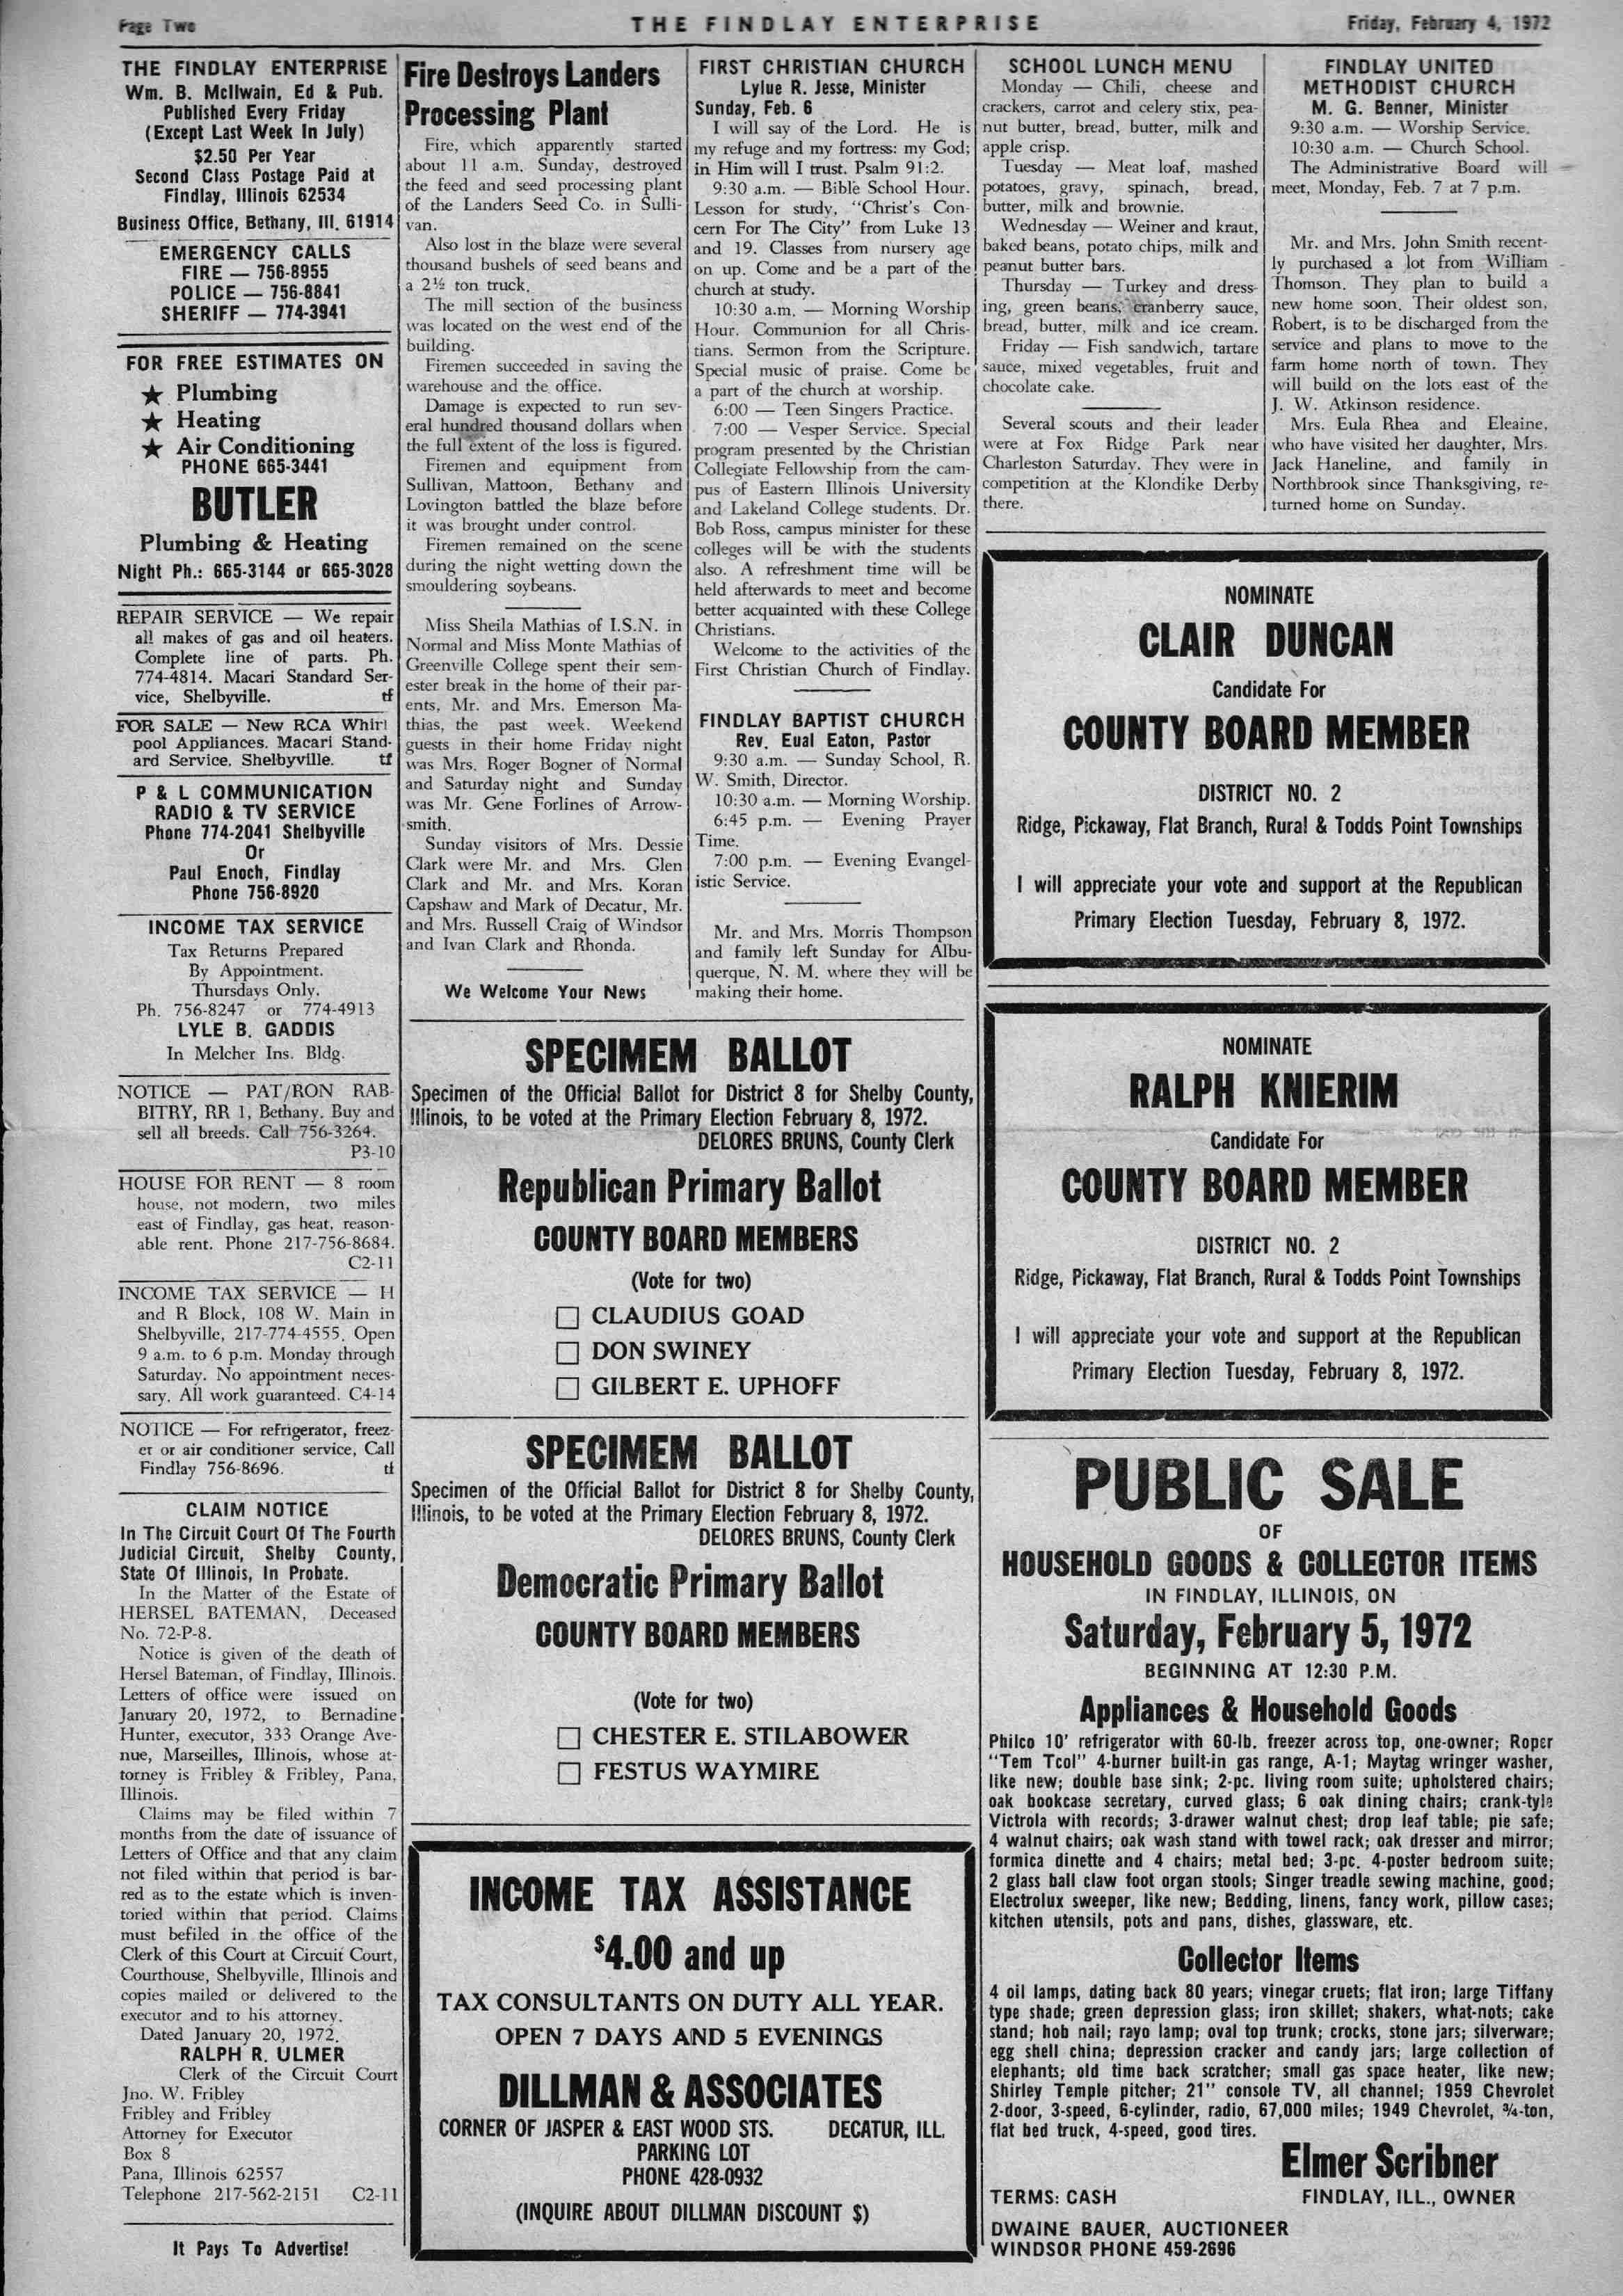 Page Two
THE FINDLAY ENTERPRISE
Friday, February 4, 1972
THE FINDLAY ENTERPRISE
Wm. B. McIlwain, Ed & Pub.
Published Every Friday
(Except Last Week In July)
$2.50 Per Year
Second Class Postage Paid at
Findlay, Illinois 62534
Business Office, Bethany, Ill. 61914
EMERGENCY CALLS
FIRE — 756-8955
POLICE — 756-8841
SHERIFF — 774-3941
FOR FREE ESTIMATES ON
★ Plumbing
★ Heating
★ Air Conditioning
PHONE 665-3441
BUTLER
Plumbing & Heating
Night Ph.: 665-3144 or 665-3028
REPAIR SERVICE — We repair
all makes of gas and oil heaters.
Complete line of parts. Ph.
774-4814. Macari Standard Ser-
vice, Shelbyville. tf
FOR SALE — New RCA Whirl
pool Appliances. Macari Stand-
ard Service, Shelbyville. tf
P & L COMMUNICATION
RADIO & TV SERVICE
Phone 774-2041 Shelbyville
Or
Paul Enoch, Findlay
Phone 756-8920
INCOME TAX SERVICE
Tax Returns Prepared
By Appointment.
Thursdays Only.
Ph. 756-8247 or 774-4913
LYLE B. GADDIS
In Melcher Ins. Bldg.
NOTICE — PAT/RON RAB-
BITRY, RR 1, Bethany. Buy and
sell all breeds. Call 756-3264.
P3-10
HOUSE FOR RENT — 8 room
house, not modern, two miles
east of Findlay, gas heat, reason-
able rent. Phone 217-756-8684.
C2-11
INCOME TAX SERVICE — H
and R Block, 108 W. Main in
Shelbyville, 217-774-4555. Open
9 a.m. to 6 p.m. Monday through
Saturday. No appointment neces-
sary. All work guaranteed. C4-14
NOTICE — For refrigerator, freez-
er or air conditioner service, Call
Findlay 756-8696. tf
CLAIM NOTICE
In The Circuit Court Of The Fourth
Judicial Circuit, Shelby County,
State Of Illinois, In Probate.
In the Matter of the Estate of
HERSEL BATEMAN, Deceased
No. 72-P-8.
Notice is given of the death of
Hersel Bateman, of Findlay, Illinois.
Letters of office were issued on
January 20, 1972, to Bernadine
Hunter, executor, 333 Orange Ave-
nue, Marseilles, Illinois, whose at-
torney is Fribley & Fribley, Pana,
Illinois.
Claims may be filed within 7
months from the date of issuance of
Letters of Office and that any claim
not filed within that period is bar-
red as to the estate which is inven-
toried within that period. Claims
must befiled in the office of the
Clerk of this Court at Circuit Court,
Courthouse, Shelbyville, Illinois and
copies mailed or delivered to the
executor and to his attorney.
Dated January 20, 1972.
RALPH R. ULMER
Clerk of the Circuit Court
Jno. W. Fribley
Fribley and Fribley
Attorney for Executor
Box 8
Pana, Illinois 62557
Telephone 217-562-2151 C2-11
It Pays To Advertise!
Fire Destroys Landers
Processing Plant
Fire, which apparently started
about 11 a.m. Sunday, destroyed
the feed and seed processing plant
of the Landers Seed Co. in Sulli-
van.
Also lost in the blaze were several
thousand bushels of seed beans and
a 2½ ton truck.
The mill section of the business
was located on the west end of the
building.
Firemen succeeded in saving the
warehouse and the office.
Damage is expected to run sev-
eral hundred thousand dollars when
the full extent of the loss is figured.
Firemen and equipment from
Sullivan, Mattoon, Bethany and
Lovington battled the blaze before
it was brought under control.
Firemen remained on the scene
during the night wetting down the
smouldering soybeans.
Miss Sheila Mathias of I.S.N. in
Normal and Miss Monte Mathias of
Greenville College spent their sem-
ester break in the home of their par-
ents, Mr. and Mrs. Emerson Ma-
thias, the past week. Weekend
guests in their home Friday night
was Mrs. Roger Bogner of Normal
and Saturday night and Sunday
was Mr. Gene Forlines of Arrow-
smith.
Sunday visitors of Mrs. Dessie
Clark were Mr. and Mrs. Glen
Clark and Mr. and Mrs. Koran
Capshaw and Mark of Decatur, Mr.
and Mrs. Russell Craig of Windsor
and Ivan Clark and Rhonda.
We Welcome Your News
FIRST CHRISTIAN CHURCH
Lylue R. Jesse, Minister
Sunday, Feb. 6
I will say of the Lord. He is
my refuge and my fortress: my God;
in Him will I trust. Psalm 91:2.
9:30 a.m. — Bible School Hour.
Lesson for study, "Christ's Con-
cern For The City" from Luke 13
and 19. Classes from nursery age
on up. Come and be a part of the
church at study.
10:30 a.m. — Morning Worship
Hour. Communion for all Chris-
tians. Sermon from the Scripture.
Special music of praise. Come be
a part of the church at worship.
6:00 — Teen Singers Practice.
7:00 — Vesper Service. Special
program presented by the Christian
Collegiate Fellowship from the cam-
pus of Eastern Illinois University
and Lakeland College students. Dr.
Bob Ross, campus minister for these
colleges will be with the students
also. A refreshment time will be
held afterwards to meet and become
better acquainted with these College
Christians.
Welcome to the activities of the
First Christian Church of Findlay.
FINDLAY BAPTIST CHURCH
Rev. Eual Eaton, Pastor
9:30 a.m. — Sunday School, R.
W. Smith, Director.
10:30 a.m. — Morning Worship.
6:45 p.m. — Evening Prayer
Time.
7:00 p.m. — Evening Evangel-
istic Service.
Mr. and Mrs. Morris Thompson
and family left Sunday for Albu-
querque, N. M. where they will be
making their home.
SCHOOL LUNCH MENU
Monday — Chili, cheese and
crackers, carrot and celery stix, pea-
nut butter, bread, butter, milk and
apple crisp.
Tuesday — Meat loaf, mashed
potatoes, gravy, spinach, bread,
butter, milk and brownie.
Wednesday — Weiner and kraut,
baked beans, potato chips, milk and
peanut butter bars.
Thursday — Turkey and dress-
ing, green beans, cranberry sauce,
bread, butter, milk and ice cream.
Friday — Fish sandwich, tartare
sauce, mixed vegetables, fruit and
chocolate cake.
Several scouts and their leader
were at Fox Ridge Park near
Charleston Saturday. They were in
competition at the Klondike Derby
there.
FINDLAY UNITED
METHODIST CHURCH
M. G. Benner, Minister
9:30 a.m. — Worship Service.
10:30 a.m. — Church School.
The Administrative Board will
meet, Monday, Feb. 7 at 7 p.m.
Mr. and Mrs. John Smith recent-
ly purchased a lot from William
Thomson. They plan to build a
new home soon. Their oldest son,
Robert, is to be discharged from the
service and plans to move to the
farm home north of town. They
will build on the lots east of the
J. W. Atkinson residence.
Mrs. Eula Rhea and Eleaine,
who have visited her daughter, Mrs.
Jack Haneline, and family in
Northbrook since Thanksgiving, re-
turned home on Sunday.
SPECIMEM BALLOT
Specimen of the Official Ballot for District 8 for Shelby County,
Illinois, to be voted at the Primary Election February 8, 1972.
DELORES BRUNS, County Clerk
Republican Primary Ballot
COUNTY BOARD MEMBERS
(Vote for two)
☐ CLAUDIUS GOAD
☐ DON SWINEY
☐ GILBERT E. UPHOFF
SPECIMEM BALLOT
Specimen of the Official Ballot for District 8 for Shelby County,
Illinois, to be voted at the Primary Election February 8, 1972.
DELORES BRUNS, County Clerk
Democratic Primary Ballot
COUNTY BOARD MEMBERS
(Vote for two)
☐ CHESTER E. STILABOWER
☐ FESTUS WAYMIRE
INCOME TAX ASSISTANCE
$4.00 and up
TAX CONSULTANTS ON DUTY ALL YEAR.
OPEN 7 DAYS AND 5 EVENINGS
DILLMAN & ASSOCIATES
CORNER OF JASPER & EAST WOOD STS. DECATUR, ILL.
PARKING LOT
PHONE 428-0932
(INQUIRE ABOUT DILLMAN DISCOUNT $)
NOMINATE
CLAIR DUNCAN
Candidate For
COUNTY BOARD MEMBER
DISTRICT NO. 2
Ridge, Pickaway, Flat Branch, Rural & Todds Point Townships
I will appreciate your vote and support at the Republican
Primary Election Tuesday, February 8, 1972.
NOMINATE
RALPH KNIERIM
Candidate For
COUNTY BOARD MEMBER
DISTRICT NO. 2
Ridge, Pickaway, Flat Branch, Rural & Todds Point Townships
I will appreciate your vote and support at the Republican
Primary Election Tuesday, February 8, 1972.
PUBLIC SALE
OF
HOUSEHOLD GOODS & COLLECTOR ITEMS
IN FINDLAY, ILLINOIS, ON
Saturday, February 5, 1972
BEGINNING AT 12:30 P.M.
Appliances & Household Goods
Philco 10' refrigerator with 60-lb. freezer across top, one-owner; Roper
"Tem Tcol" 4-burner built-in gas range, A-1; Maytag wringer washer,
like new; double base sink; 2-pc. living room suite; upholstered chairs;
oak bookcase secretary, curved glass; 6 oak dining chairs; crank-tyle
Victrola with records; 3-drawer walnut chest; drop leaf table; pie safe;
4 walnut chairs; oak wash stand with towel rack; oak dresser and mirror;
formica dinette and 4 chairs; metal bed; 3-pc. 4-poster bedroom suite;
2 glass ball claw foot organ stools; Singer treadle sewing machine, good;
Electrolux sweeper, like new; Bedding, linens, fancy work, pillow cases;
kitchen utensils, pots and pans, dishes, glassware, etc.
Collector Items
4 oil lamps, dating back 80 years; vinegar cruets; flat iron; large Tiffany
type shade; green depression glass; iron skillet; shakers, what-nots; cake
stand; hob nail; rayo lamp; oval top trunk; crocks, stone jars; silverware;
egg shell china; depression cracker and candy jars; large collection of
elephants; old time back scratcher; small gas space heater, like new;
Shirley Temple pitcher; 21" console TV, all channel; 1959 Chevrolet
2-door, 3-speed, 6-cylinder, radio, 67,000 miles; 1949 Chevrolet, ¾-ton,
flat bed truck, 4-speed, good tires.
Elmer Scribner
TERMS: CASH FINDLAY, ILL., OWNER
DWAINE BAUER, AUCTIONEER
WINDSOR PHONE 459-2696